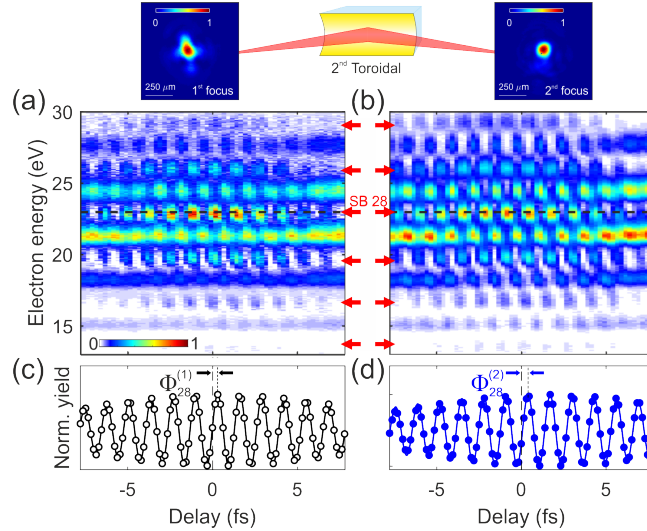 0 1
0 1
250 μm 1st focus
2nd Toroidal
250 μm 2nd focus
(a)
(b)
30
25
20
15
Electron energy (eV)
SB 28
0 1
(c)
Φ28(1)
(d)
Φ28(2)
Norm. yield
-5 0 5
-5 0 5
Delay (fs)
Delay (fs)